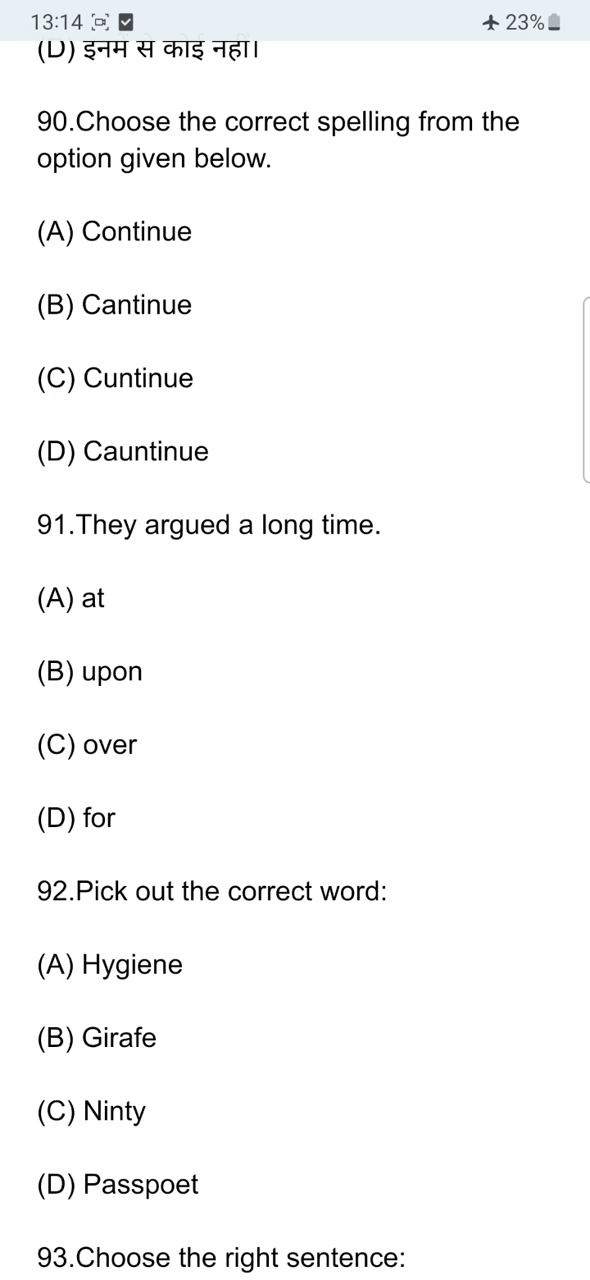 13:14
23%
(D) इनमें से कोई नहीं।
90.Choose the correct spelling from the
option given below.
(A) Continue
(B) Cantinue
(C) Cuntinue
(D) Cauntinue
91.They argued a long time.
(A) at
(B) upon
(C) over
(D) for
92.Pick out the correct word:
(A) Hygiene
(B) Girafe
(C) Ninty
(D) Passpoet
93.Choose the right sentence: